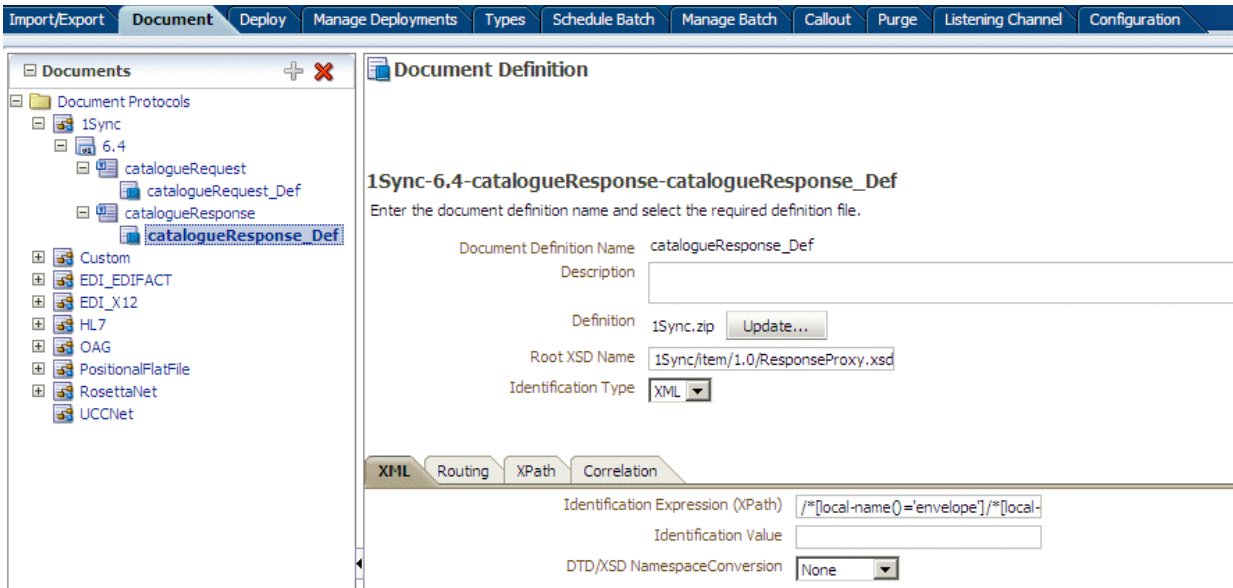 Import/Export Document Deploy Manage Deployments Types Schedule Batch Manage Batch Callout Purge Listening Channel Configuration
Documents
Document Protocols
1Sync
6.4
catalogueRequest
catalogueRequest_Def
catalogueResponse
catalogueResponse_Def
Custom
EDI_EDIFACT
EDI_X12
HL7
OAG
PositionalFlatFile
RosettaNet
UCCNet
Document Definition
1Sync-6.4-catalogueResponse-catalogueResponse_Def
Enter the document definition name and select the required definition file.
Document Definition Name catalogueResponse_Def
Description
Definition 1Sync.zip Update...
Root XSD Name 1Sync/item/1.0/ResponseProxy.xsd
Identification Type XML
XML Routing XPath Correlation
Identification Expression (XPath) /*[local-name()='envelope']/*[local-
Identification Value
DTD/XSD NamespaceConversion None